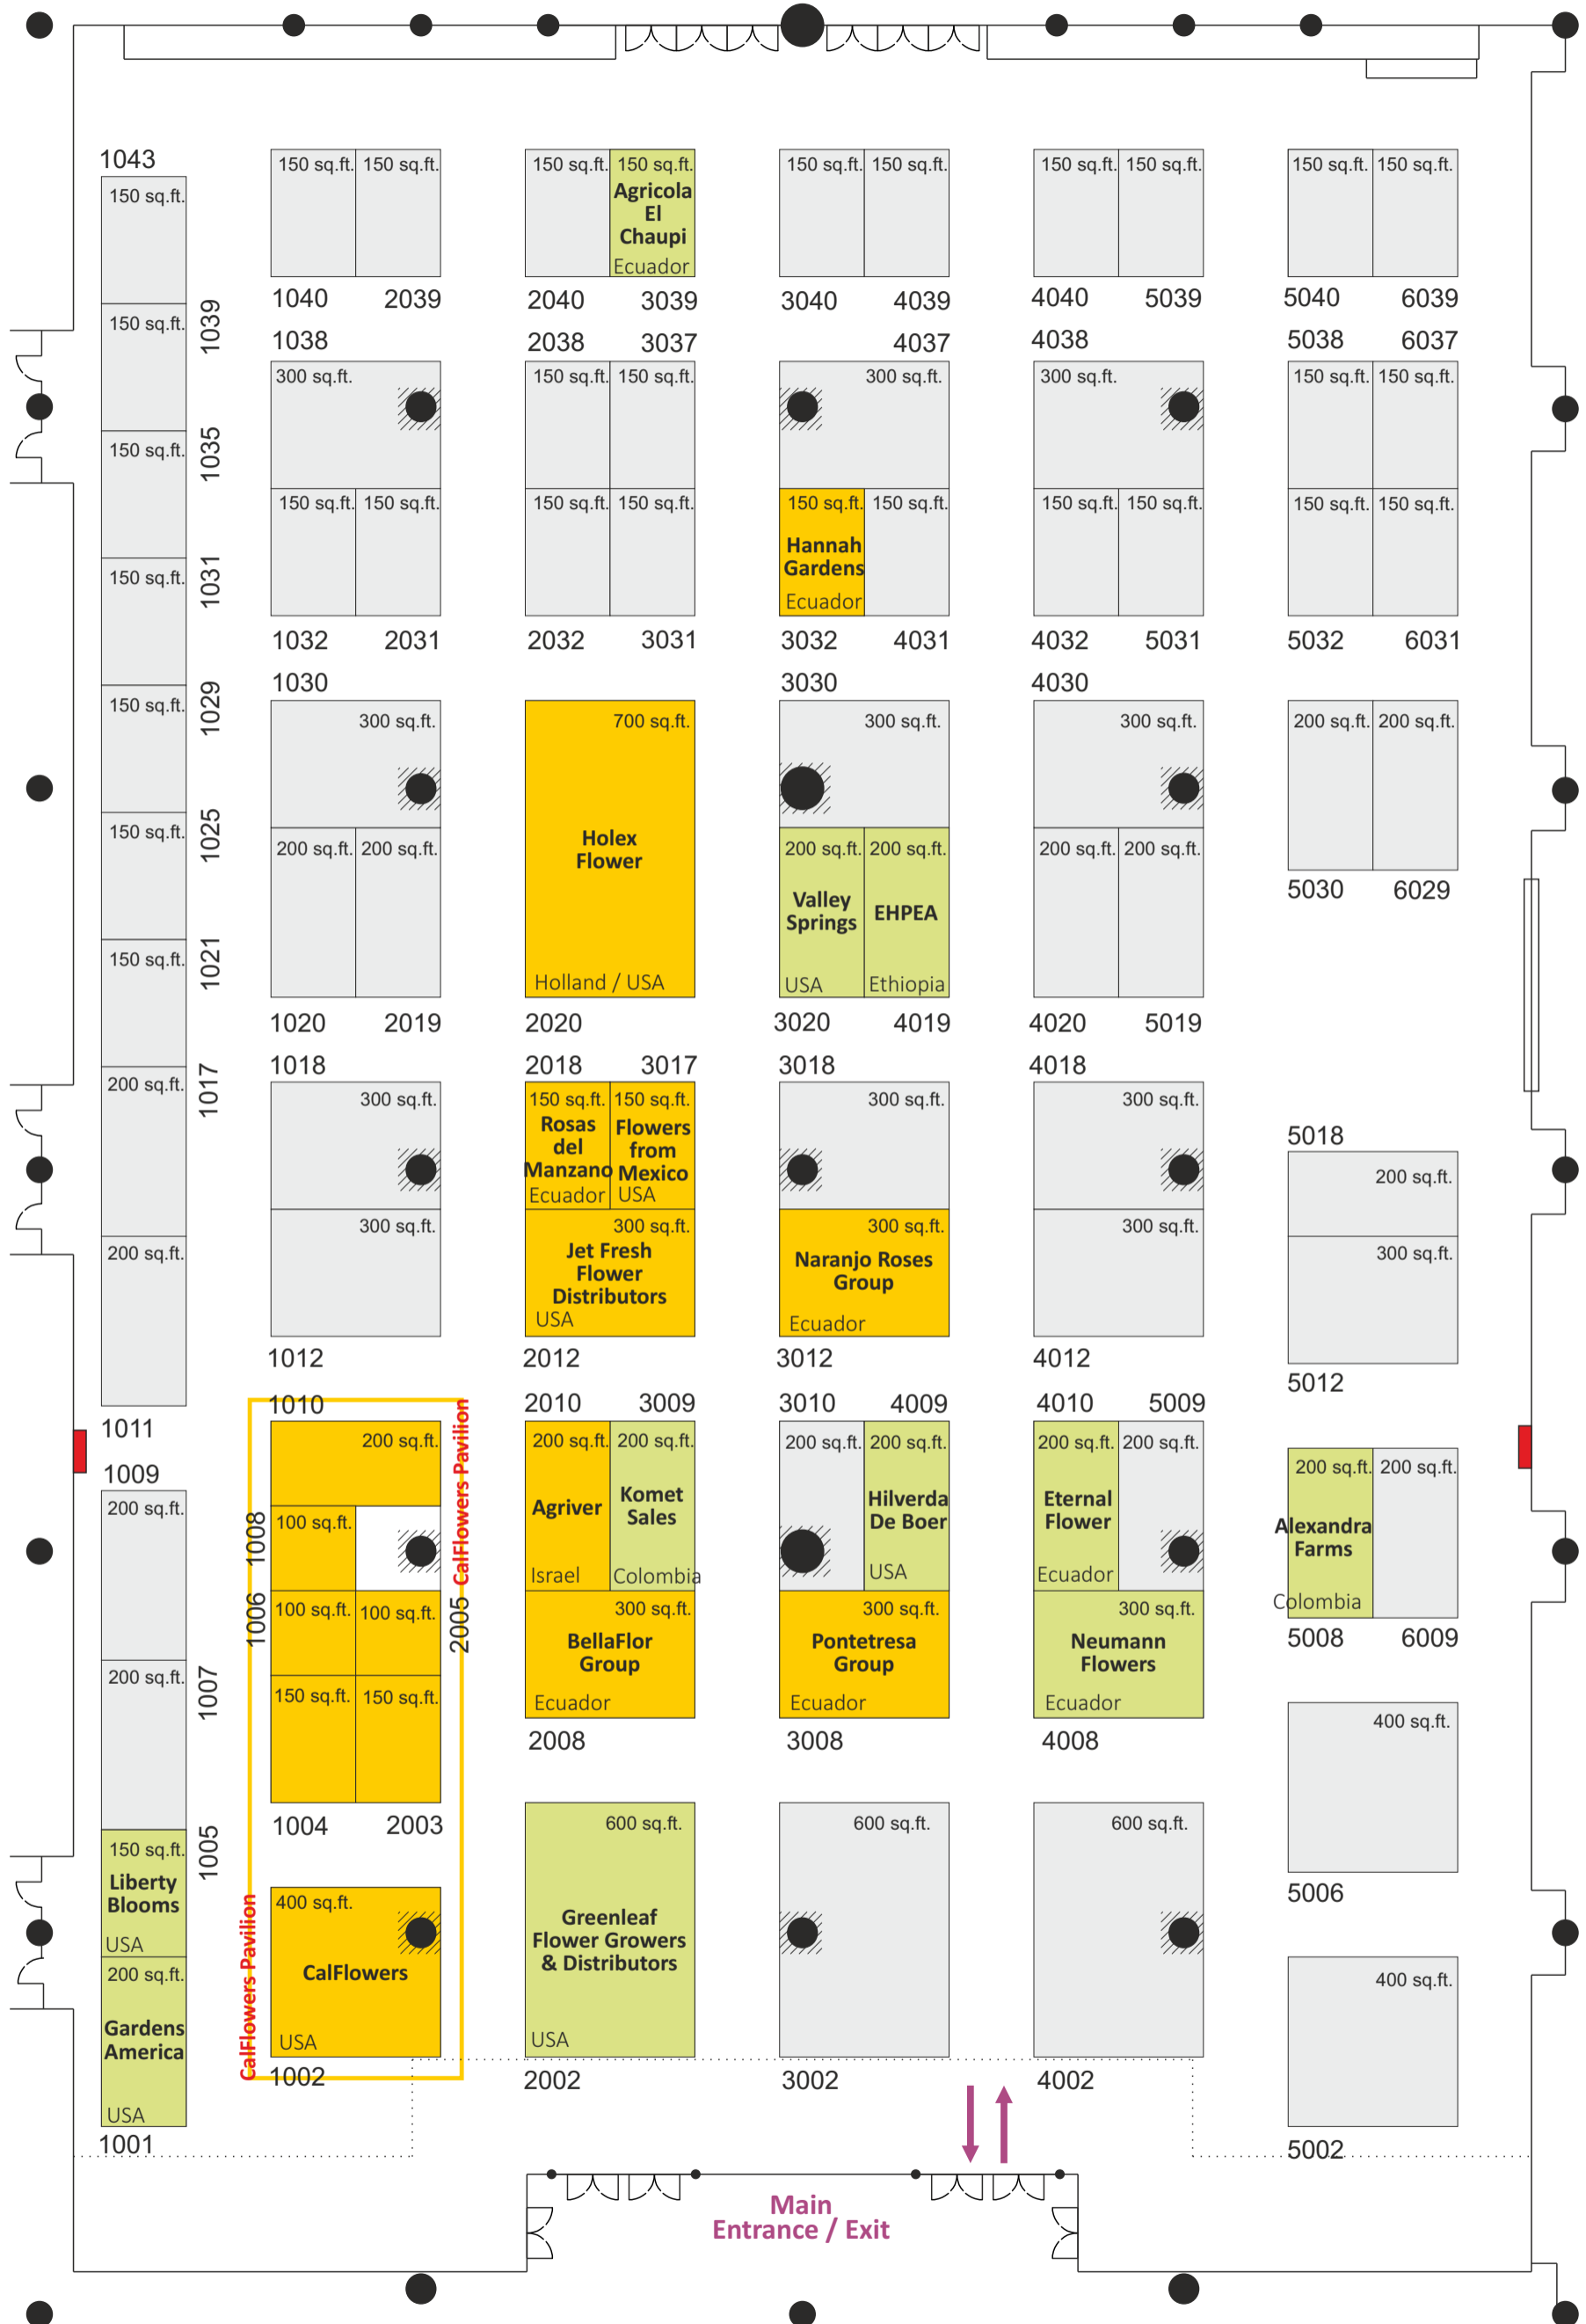 1043
150 sq.ft.
150 sq.ft.
1039
150 sq.ft.
1035
150 sq.ft.
1031
150 sq.ft.
1029
150 sq.ft.
1025
150 sq.ft.
1021
200 sq.ft.
1017
200 sq.ft.
1011
1009
200 sq.ft.
200 sq.ft.
1007
150 sq.ft.
1005
Liberty
Blooms
USA
200 sq.ft.
Gardens
America
USA
1001
150 sq.ft. 150 sq.ft.
1040 2039
1038
300 sq.ft.
150 sq.ft. 150 sq.ft.
1032 2031
1030
300 sq.ft.
200 sq.ft. 200 sq.ft.
1020 2019
1018
300 sq.ft.
300 sq.ft.
1012
1010
200 sq.ft.
CalFlowers Pavilion
1008
100 sq.ft.
1006
100 sq.ft. 100 sq.ft.
2005
150 sq.ft. 150 sq.ft.
1004 2003
CalFlowers Pavilion
400 sq.ft.
CalFlowers
USA
1002
150 sq.ft. 150 sq.ft.
Agricola
El
Chaupi
Ecuador
2040 3039
2038 3037
150 sq.ft. 150 sq.ft.
150 sq.ft. 150 sq.ft.
2032 3031
700 sq.ft.
Holex
Flower
Holland / USA
2020
2018 3017
150 sq.ft.
Rosas
del
Manzano
Ecuador
150 sq.ft.
Flowers
from
Mexico
USA
300 sq.ft.
Jet Fresh
Flower
Distributors
USA
2012
2010 3009
200 sq.ft.
Agriver
Israel
200 sq.ft.
Komet
Sales
Colombia
300 sq.ft.
BellaFlor
Group
Ecuador
2008
600 sq.ft.
Greenleaf
Flower Growers
& Distributors
USA
2002
150 sq.ft. 150 sq.ft.
3040 4039
4037
300 sq.ft.
150 sq.ft. 150 sq.ft.
Hannah
Gardens
Ecuador
3032 4031
3030
300 sq.ft.
200 sq.ft.
Valley
Springs
USA
200 sq.ft.
EHPEA
Ethiopia
3020 4019
3018
300 sq.ft.
300 sq.ft.
Naranjo Roses
Group
Ecuador
3012
3010 4009
200 sq.ft. 200 sq.ft.
Hilverda
De Boer
USA
300 sq.ft.
Pontetresa
Group
Ecuador
3008
600 sq.ft.
3002
150 sq.ft. 150 sq.ft.
4040 5039
4038
300 sq.ft.
150 sq.ft. 150 sq.ft.
4032 5031
4030
300 sq.ft.
200 sq.ft. 200 sq.ft.
4020 5019
4018
300 sq.ft.
300 sq.ft.
4012
4010 5009
200 sq.ft. 200 sq.ft.
Eternal
Flower
Ecuador
300 sq.ft.
Neumann
Flowers
Ecuador
4008
600 sq.ft.
4002
150 sq.ft. 150 sq.ft.
5040 6039
5038 6037
150 sq.ft. 150 sq.ft.
150 sq.ft. 150 sq.ft.
5032 6031
200 sq.ft. 200 sq.ft.
5030 6029
5018
200 sq.ft.
300 sq.ft.
5012
200 sq.ft. 200 sq.ft.
Alexandra
Farms
Colombia
5008 6009
400 sq.ft.
5006
400 sq.ft.
5002
Main
Entrance / Exit